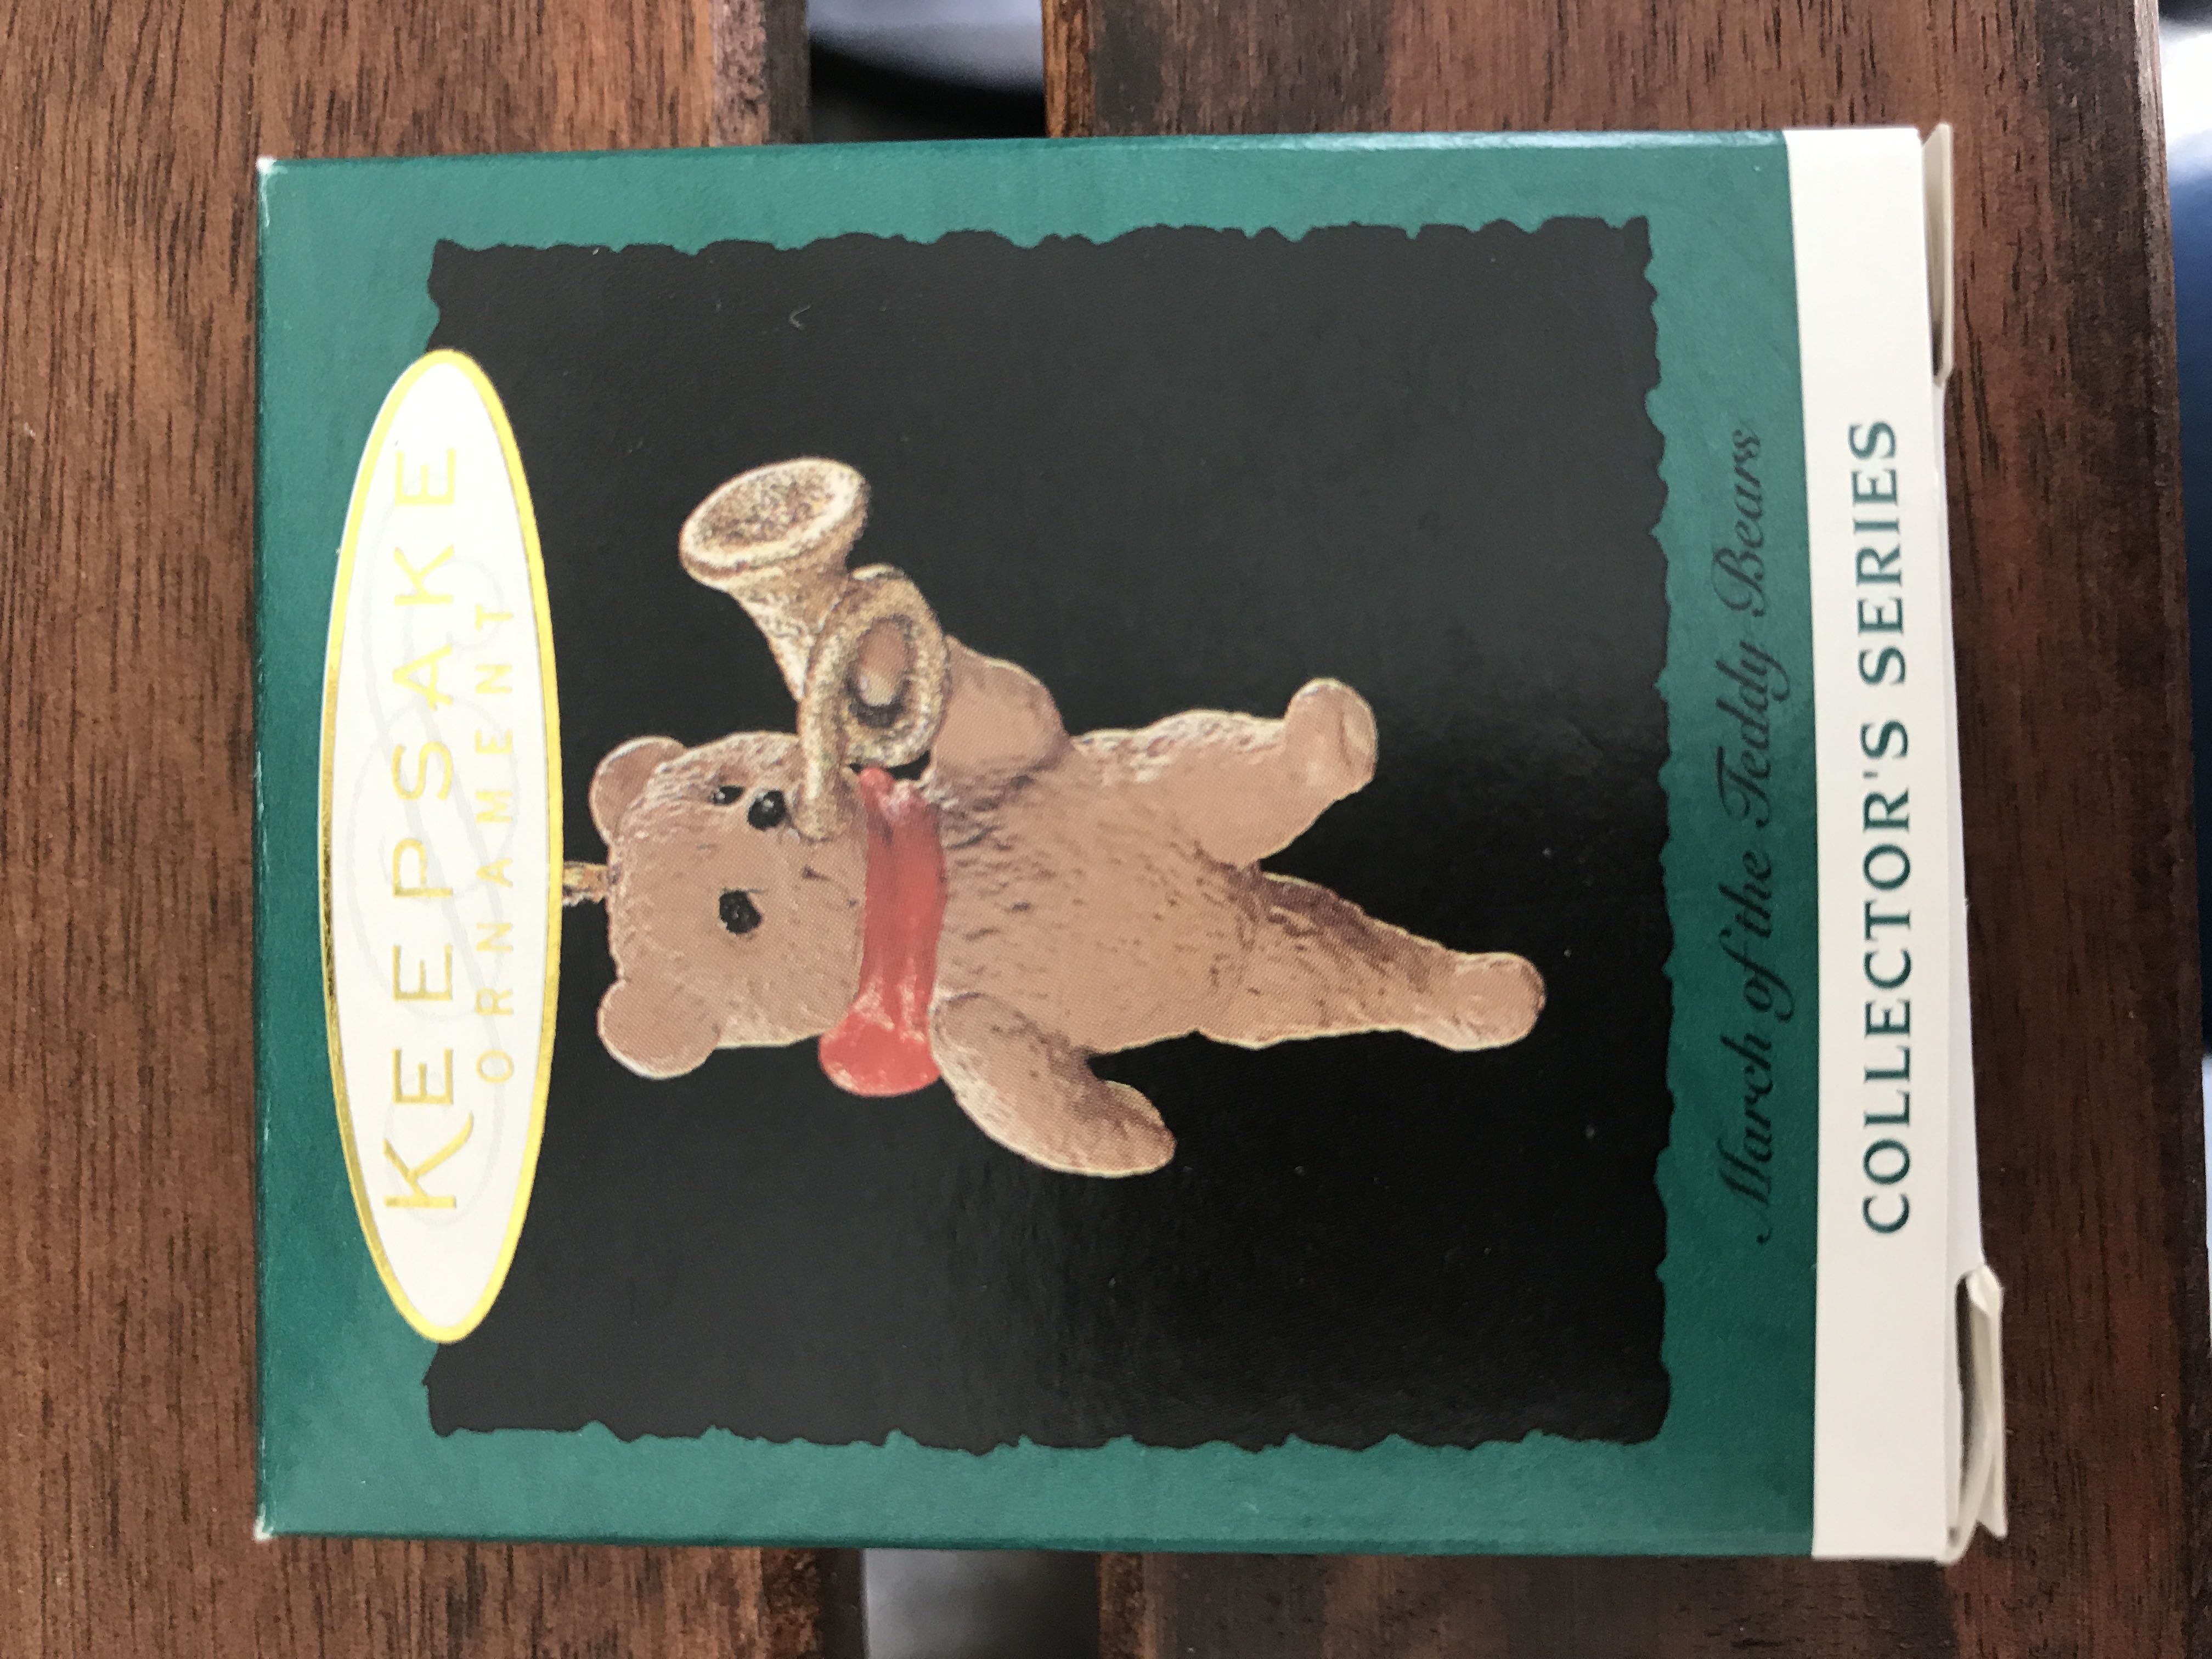 KEEPSAKE
ORNAMENT
March of the Teddy Bears
COLLECTOR'S SERIES